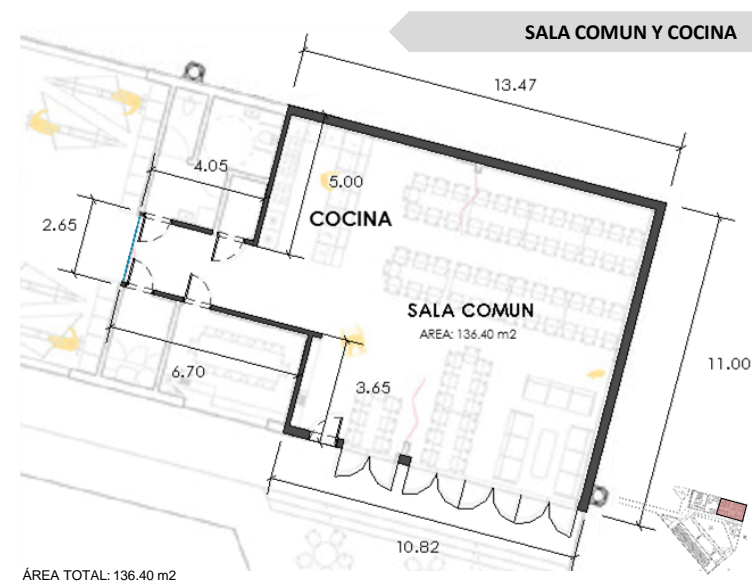 SALA COMUN Y COCINA
13.47
4.05
5.00
2.65
COCINA
SALA COMUN
AREA: 136.40 m2
11.00
6.70
3.65
10.82
ÁREA TOTAL: 136.40 m2